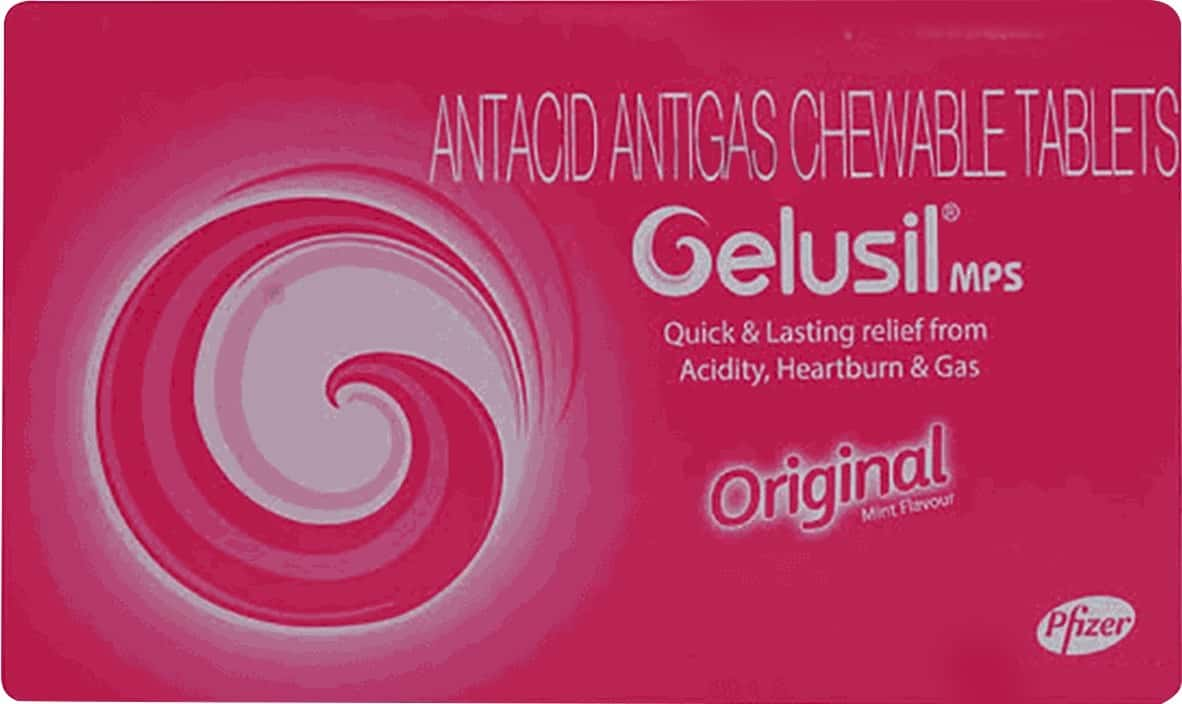 ANTACID ANTIGAS CHEWABLE TABLETS
Gelusil® MPS
Quick & Lasting relief from
Acidity, Heartburn & Gas
Original
Mint Flavour
Pfizer